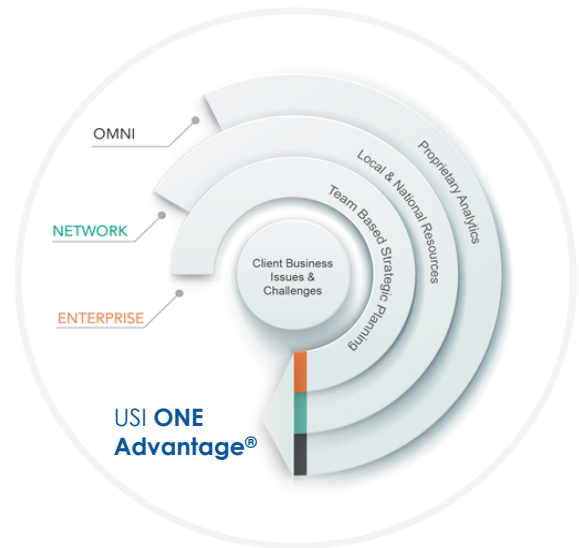 OMNI
NETWORK
ENTERPRISE
Proprietary Analytics
Local & National Resources
Team Based Strategic Planning
Client Business
Issues &
Challenges
USI ONE
Advantage®